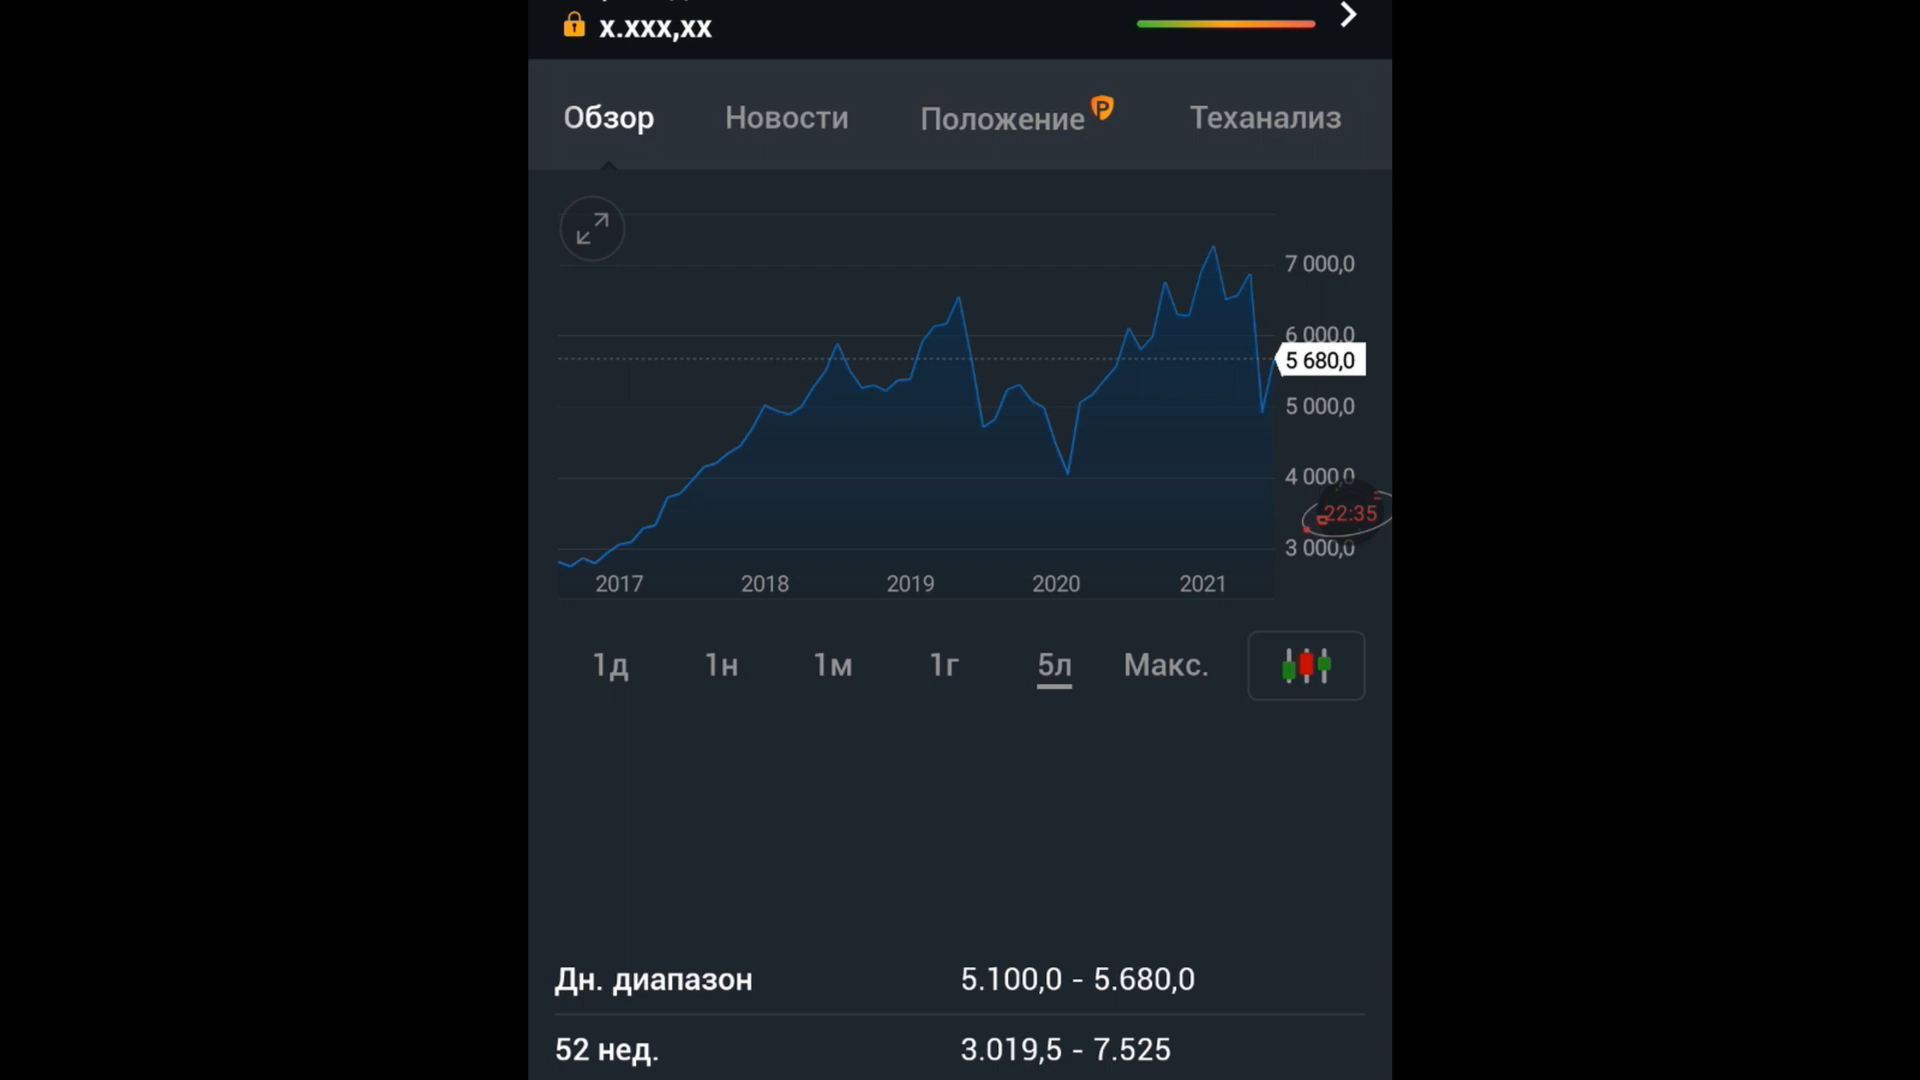 x.xxx,xx
Обзор
Новости
Положение P
Теханализ
7 000,0
6 000,0
5 680,0
5 000,0
4 000,0
22:35
3 000,0
2017 2018 2019 2020 2021
1д 1н 1м 1г 5л Макс.
Дн. диапазон 5.100,0 - 5.680,0
52 нед. 3.019,5 - 7.525